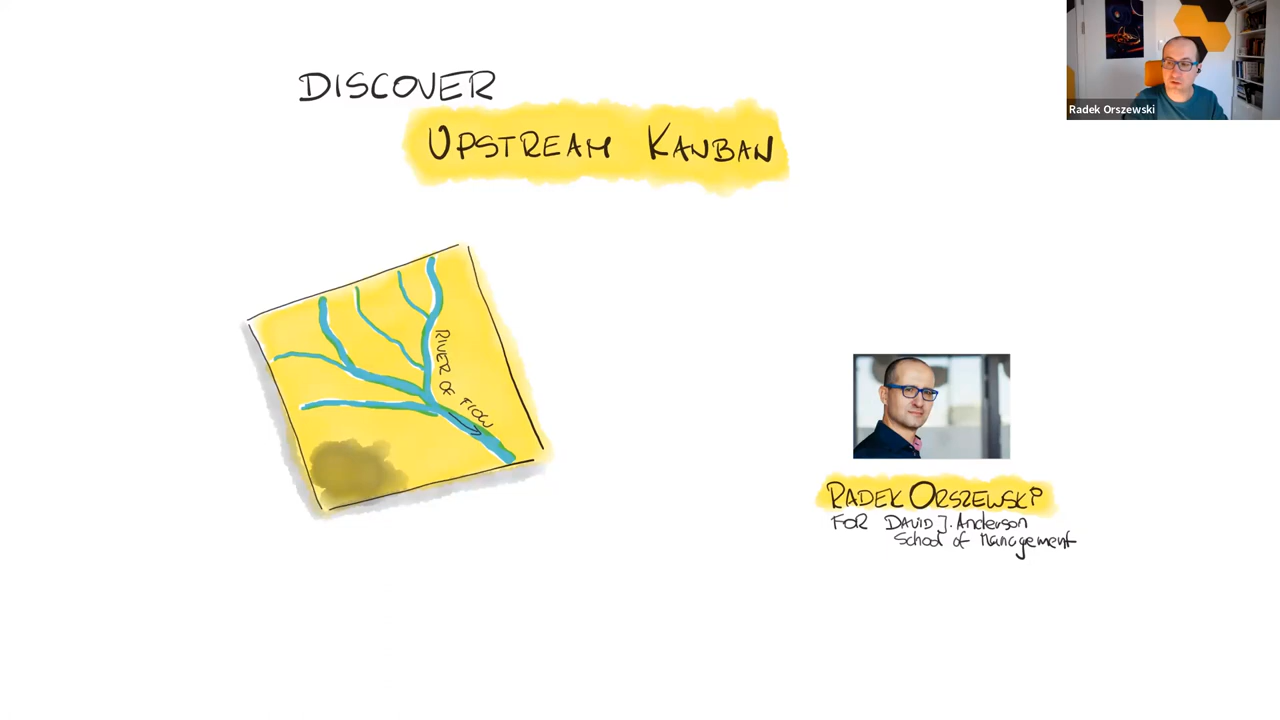 DISCOVER
UPSTREAM KANBAN
Radek Orszewski
RIVER OF FLOW
RADEK ORSZEWSKI
FOR DAVID J. Anderson
School of Management